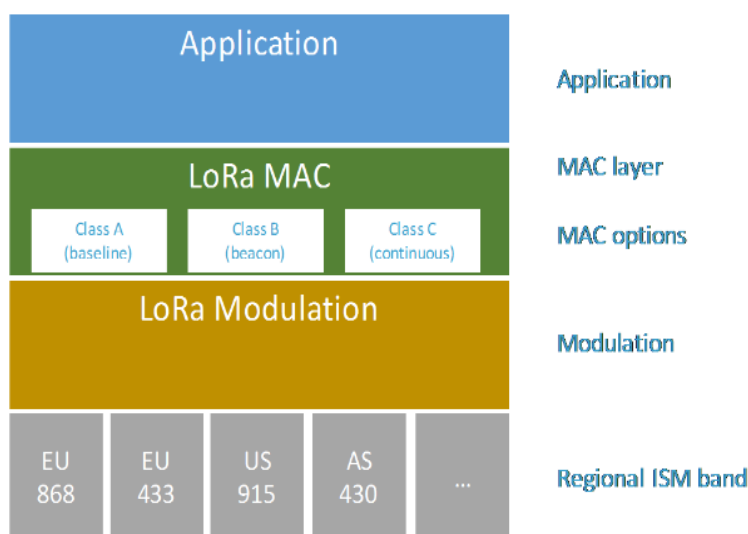 Application
Application
LoRa MAC
MAC layer
Class A
(baseline)
Class B
(beacon)
Class C
(continuous)
MAC options
LoRa Modulation
Modulation
EU
868
EU
433
US
915
AS
430
...
Regional ISM band